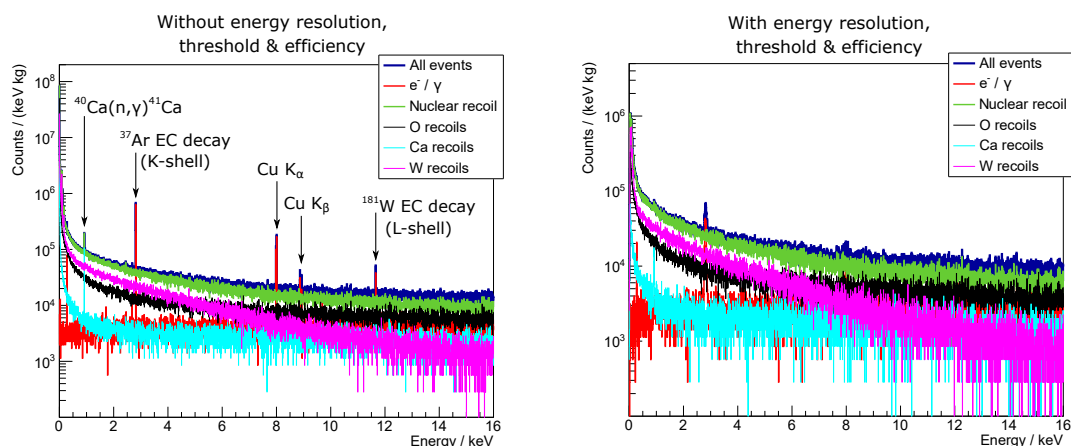 Without energy resolution,
threshold & efficiency
Counts / (keV kg)
10⁸
10⁷
10⁶
10⁵
10⁴
10³
0 2 4 6 8 10 12 14 16
Energy / keV
All events
e⁻ / γ
Nuclear recoil
O recoils
Ca recoils
W recoils
⁴⁰Ca(n,γ)⁴¹Ca
³⁷Ar EC decay
(K-shell)
Cu Kα
Cu Kβ
¹⁸¹W EC decay
(L-shell)
With energy resolution,
threshold & efficiency
Counts / (keV kg)
10⁶
10⁵
10⁴
10³
0 2 4 6 8 10 12 14 16
Energy / keV
All events
e⁻ / γ
Nuclear recoil
O recoils
Ca recoils
W recoils